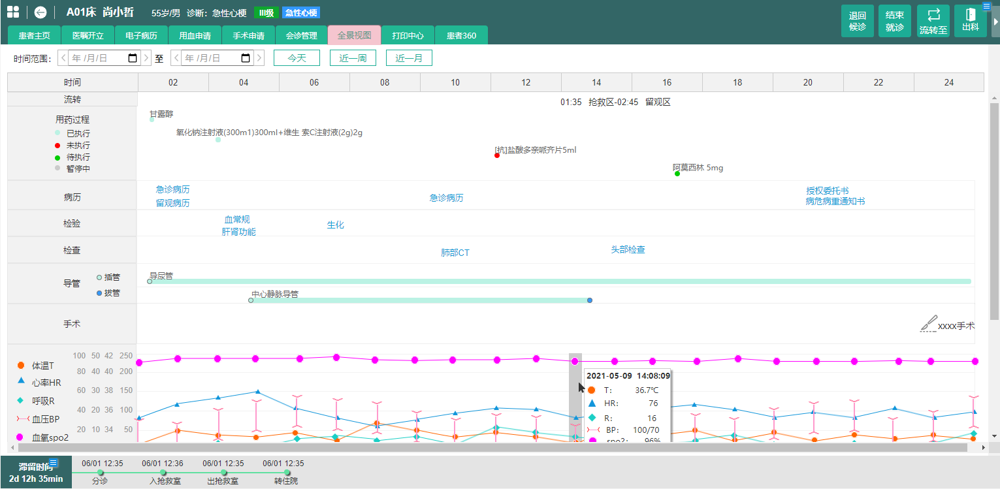 A01床 尚小哲 55岁/男 诊断：急性心梗 III级 急性心梗
退回候诊 结束就诊 流转至 出科
患者主页 医嘱开立 电子病历 用血申请 手术申请 会诊管理 全景视图 打印中心 患者360
时间范围： 年 /月/日 至 年 /月/日 今天 近一周 近一月
时间 02 04 06 08 10 12 14 16 18 20 22 24
流转 01:35 抢救区-02:45 留观区
用药过程
已执行
未执行
待执行
暂停中
甘露醇
氧化钠注射液(300m1)300ml+维生 索C注射液(2g)2g
[抗]盐酸多亲哌齐片5ml
阿莫西林 5mg
病历
急诊病历
留观病历
急诊病历
授权委托书
病危病重通知书
检验
血常规
肝肾功能
生化
检查
肺部CT
头部检查
导管
插管
拔管
导尿管
中心静脉导管
手术
xxxx手术
体温T
心率HR
呼吸R
血压BP
血氧spo2
100 50 42 250
80 40 40 200
60 30 38 150
40 20 36 100
20 10 34 50
2021-05-09 14:08:09
T: 36.7℃
HR: 76
R: 16
BP: 100/70
spo2: 96%
滞留时间
2d 12h 35min
06/01 12:35 06/01 12:36 06/01 12:35 06/01 12:35
分诊 入抢救室 出抢救室 转住院